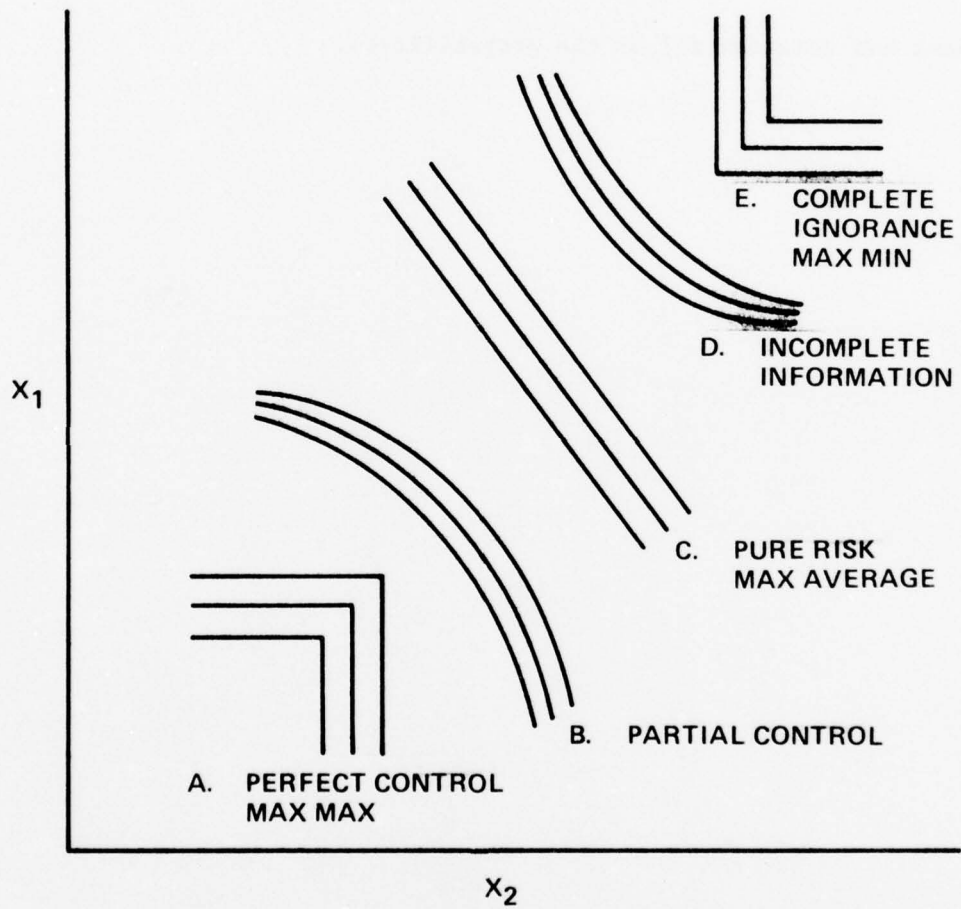 E. COMPLETE
IGNORANCE
MAX MIN
D. INCOMPLETE
INFORMATION
X1
C. PURE RISK
MAX AVERAGE
B. PARTIAL CONTROL
A. PERFECT CONTROL
MAX MAX
X2